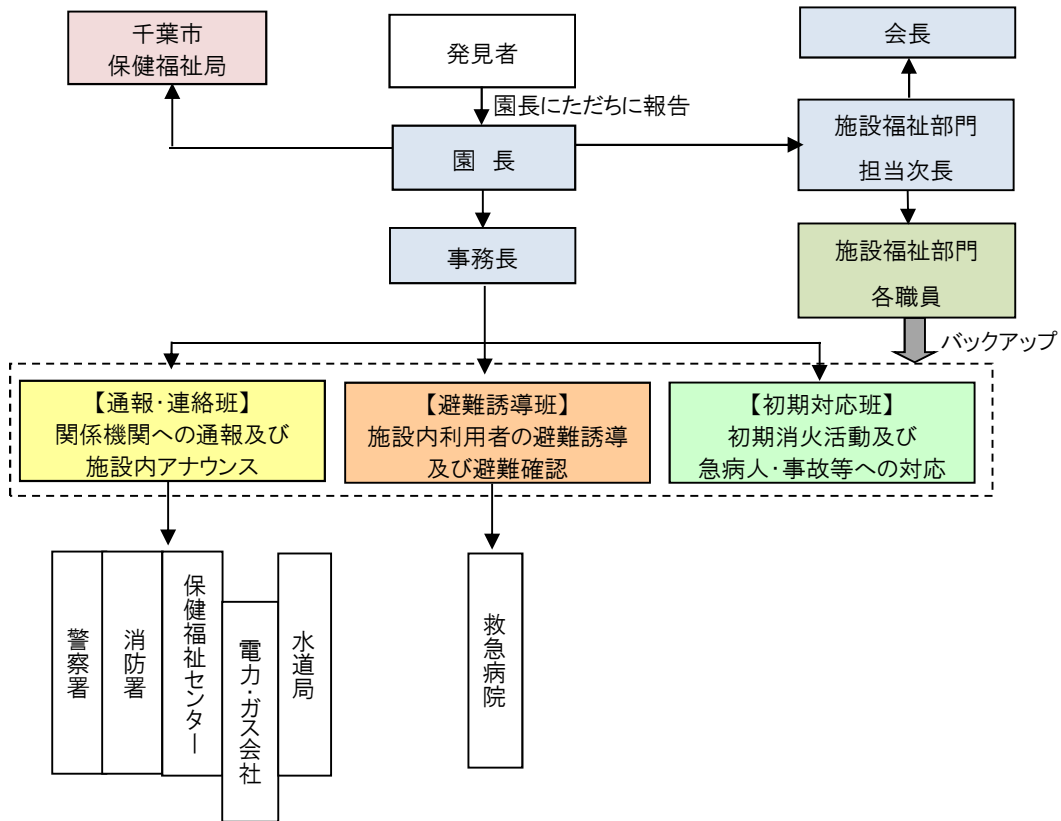 千葉市
保健福祉局
発見者
会長
園長にただちに報告
園　長
施設福祉部門
担当次長
事務長
施設福祉部門
各職員
バックアップ
【通報・連絡班】
関係機関への通報及び
施設内アナウンス
【避難誘導班】
施設内利用者の避難誘導
及び避難確認
【初期対応班】
初期消火活動及び
急病人・事故等への対応
警察署
消防署
保健福祉センター
電力・ガス会社
水道局
救急病院